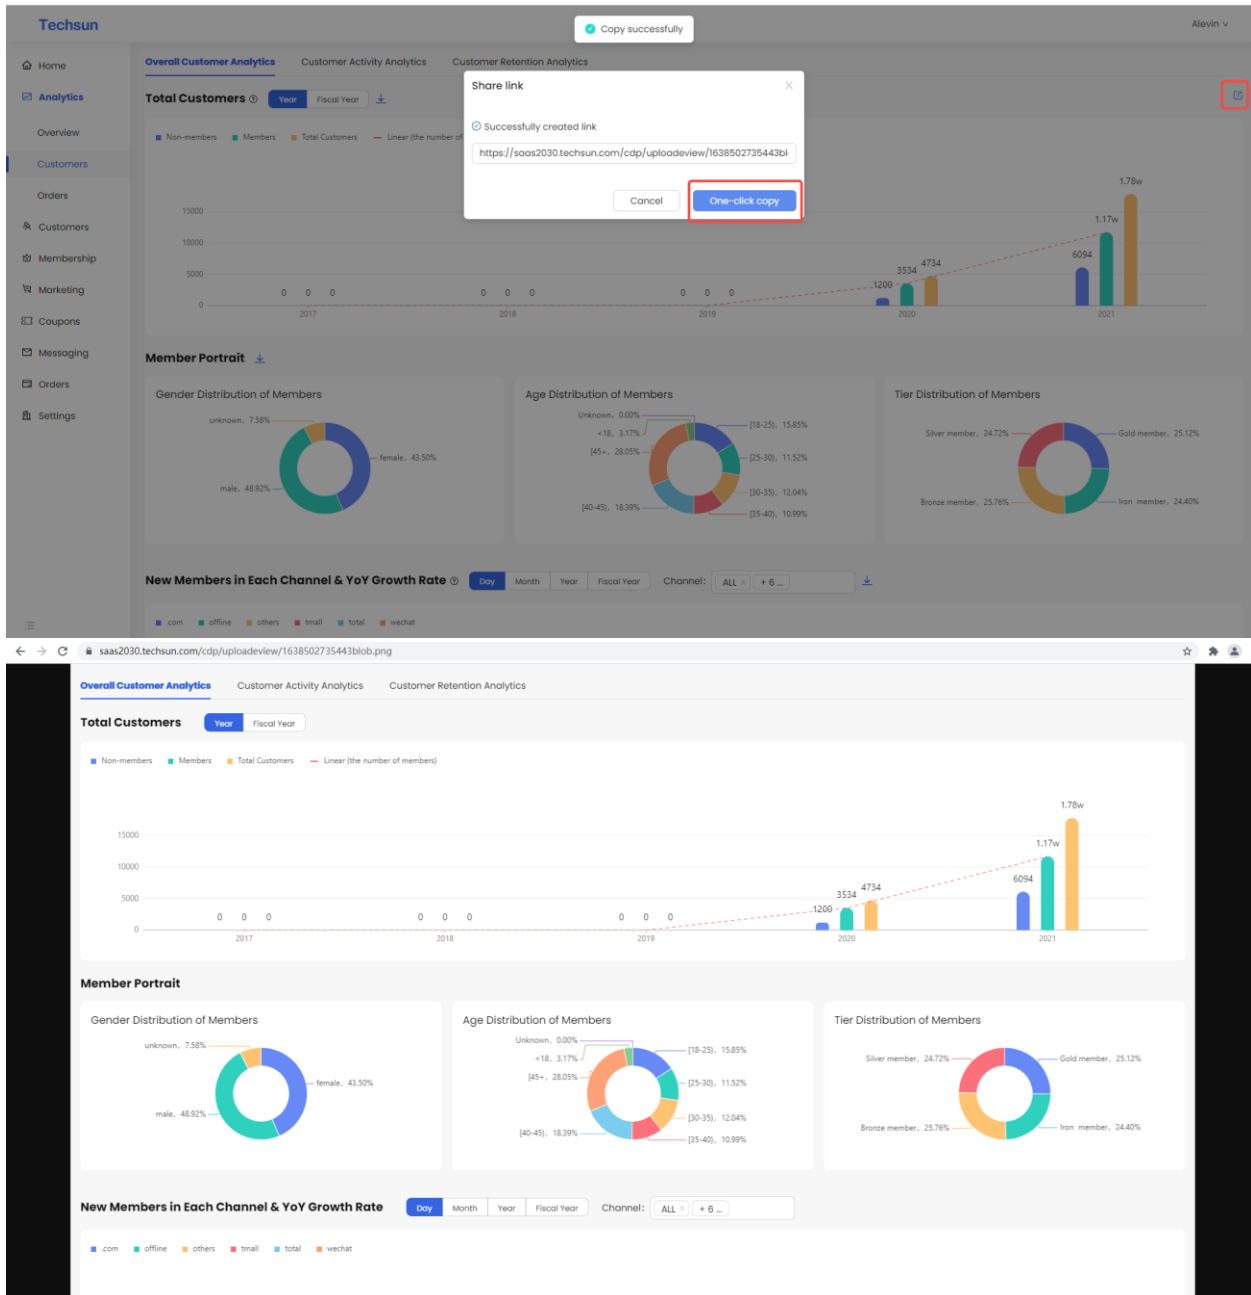 Techsun
Copy successfully
Alevin
Home
Analytics
Overview
Customers
Orders
Customers
Membership
Marketing
Coupons
Messaging
Orders
Settings
Overall Customer Analytics Customer Activity Analytics Customer Retention Analytics
Total Customers Year Fiscal Year
Non-members Members Total Customers Linear (the number of
Share link
Successfully created link
https://saas2030.techsun.com/cdp/uploadeview/1638502735443bl
Cancel One-click copy
15000
10000
5000
0
0 0 0
0 0 0
0 0 0
1200 3534 4734
6094 1.17w 1.78w
2017 2018 2019 2020 2021
Member Portrait
Gender Distribution of Members
unknown, 7.58%
female, 43.50%
male, 48.92%
Age Distribution of Members
Unknown, 0.00%
<18, 3.17%
[45+, 28.05%
[40-45), 18.39%
[18-25), 15.85%
[25-30), 11.52%
[30-35), 12.04%
[35-40), 10.99%
Tier Distribution of Members
Silver member, 24.72%
Gold member, 25.12%
Bronze member, 25.76%
Iron member, 24.40%
New Members in Each Channel & YoY Growth Rate Day Month Year Fiscal Year Channel: ALL × + 6 ...
.com offline others tmall total wechat
saas2030.techsun.com/cdp/uploadeview/1638502735443blob.png
Overall Customer Analytics Customer Activity Analytics Customer Retention Analytics
Total Customers Year Fiscal Year
Non-members Members Total Customers Linear (the number of members)
15000
10000
5000
0
0 0 0
0 0 0
0 0 0
1200 3534 4734
6094 1.17w 1.78w
2017 2018 2019 2020 2021
Member Portrait
Gender Distribution of Members
unknown, 7.58%
female, 43.50%
male, 48.92%
Age Distribution of Members
Unknown, 0.00%
<18, 3.17%
[45+, 28.05%
[40-45), 18.39%
[18-25), 15.85%
[25-30), 11.52%
[30-35), 12.04%
[35-40), 10.99%
Tier Distribution of Members
Silver member, 24.72%
Gold member, 25.12%
Bronze member, 25.76%
Iron member, 24.40%
New Members in Each Channel & YoY Growth Rate Day Month Year Fiscal Year Channel: ALL × + 6 ...
.com offline others tmall total wechat